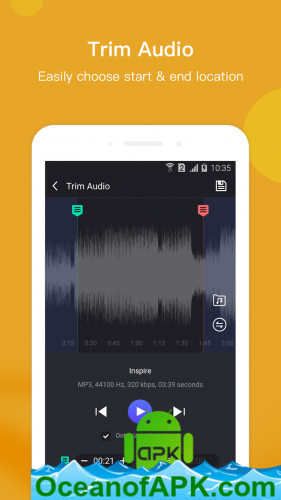 Trim Audio
Easily choose start & end location
10:35
Trim Audio
0:15 0:30 0:45 1:00 1:15 1:30 1:45 2:00
Inspire
MP3, 44100 Hz, 320 kbps, 03:39 seconds
00:21
APK
OceanofAPK.com